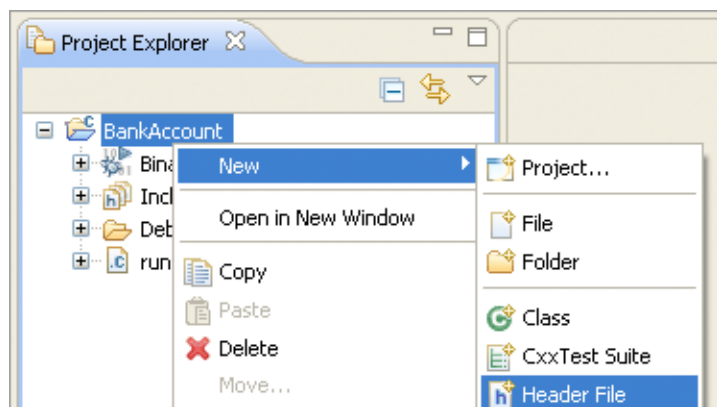 Project Explorer
BankAccount
Bina
Incl
Deb
run
New
Open in New Window
Copy
Paste
Delete
Move...
Project...
File
Folder
Class
CxxTest Suite
Header File